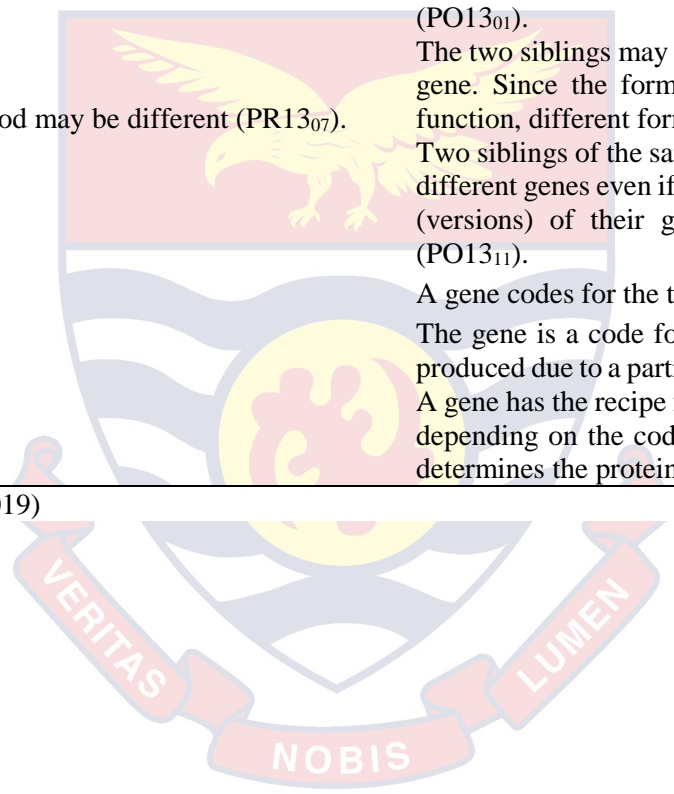 (PO13₀₁).
The two siblings may
gene. Since the form
od may be different (PR13₀₇).
function, different for
Two siblings of the sa
different genes even if
(versions) of their g
(PO13₁₁).
A gene codes for the t
The gene is a code fo
produced due to a parti
A gene has the recipe
depending on the cod
determines the protein
019)
VERITAS
NOBIS
LUMEN